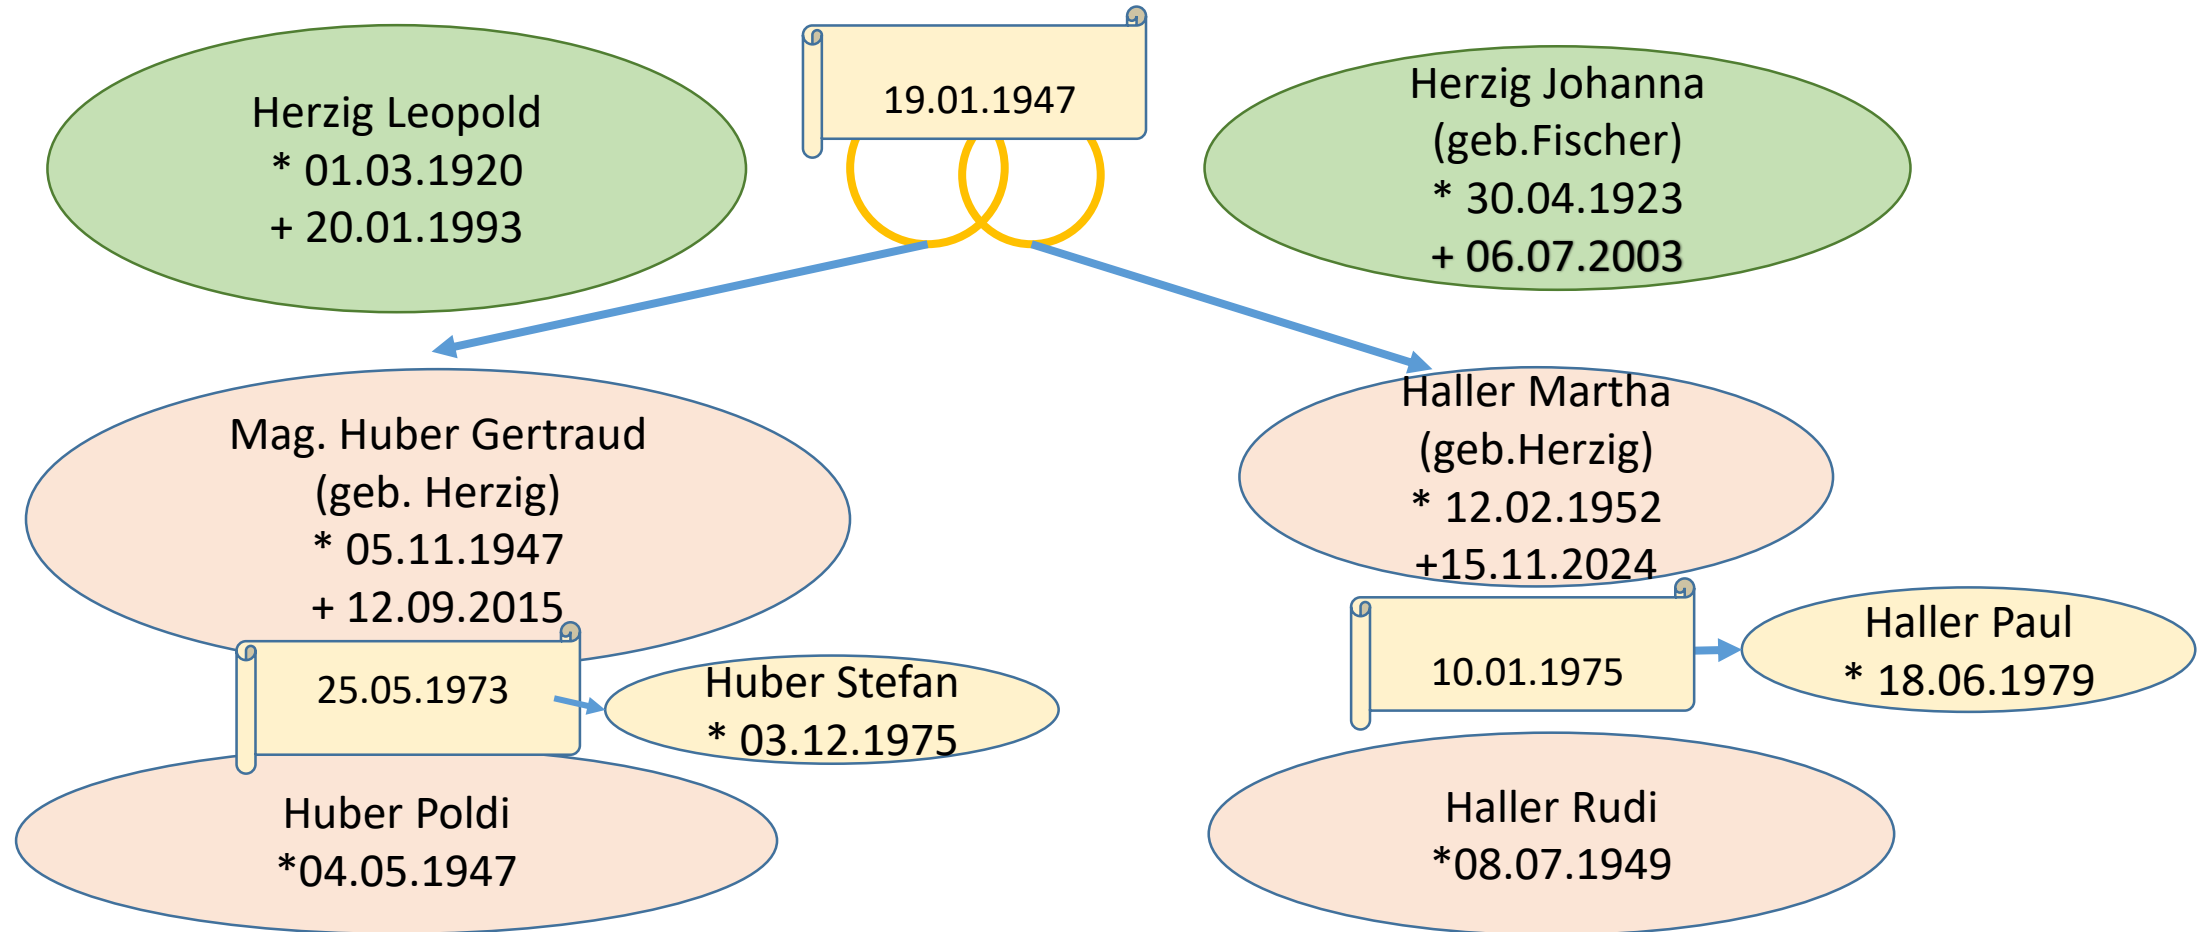 Herzig Leopold
* 01.03.1920
+ 20.01.1993
19.01.1947
Herzig Johanna
(geb.Fischer)
* 30.04.1923
+ 06.07.2003
Mag. Huber Gertraud
(geb. Herzig)
* 05.11.1947
+ 12.09.2015
25.05.1973
Huber Stefan
* 03.12.1975
Huber Poldi
*04.05.1947
Haller Martha
(geb.Herzig)
* 12.02.1952
+15.11.2024
10.01.1975
Haller Paul
* 18.06.1979
Haller Rudi
*08.07.1949